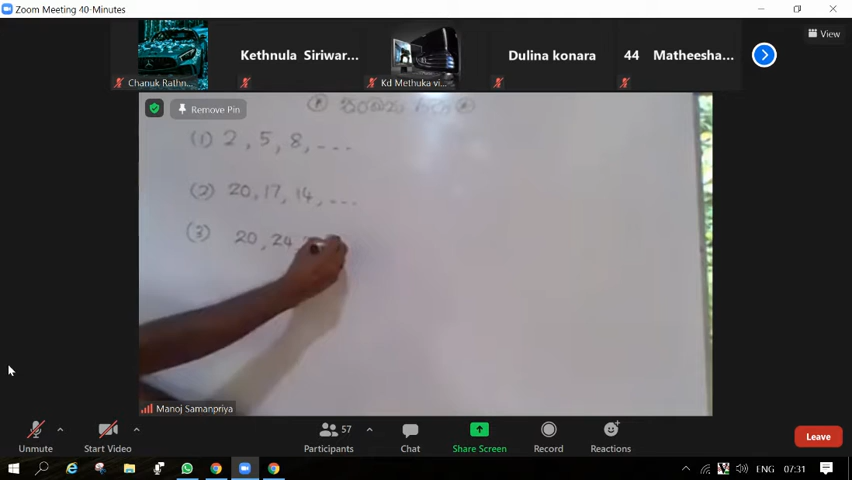 Zoom Meeting 40-Minutes
View
Chanuk Rathn...
Kethnula Siriwar...
Kd Methuka vi...
Dulina konara
44 Matheesha...
Remove Pin
(1) 2, 5, 8, ...
(2) 20, 17, 14, ...
(3) 20, 24,
Manoj Samanpriya
Unmute
Start Video
57
Participants
Chat
Share Screen
Record
Reactions
Leave
ENG 07:31